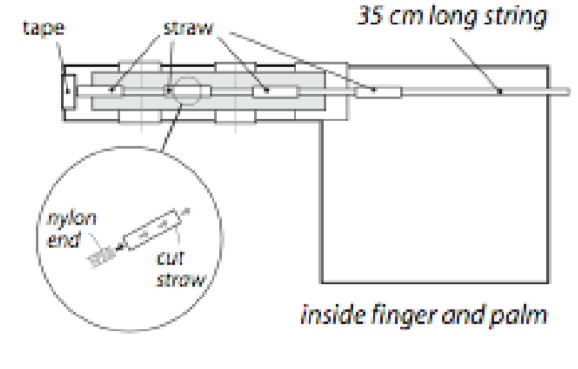 35 cm long string
tape
straw
nylon
end
cut
straw
inside finger and palm